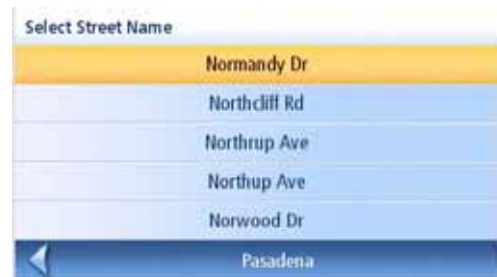 Select Street Name
Normandy Dr
Northcliff Rd
Northrup Ave
Northup Ave
Norwood Dr
Pasadena